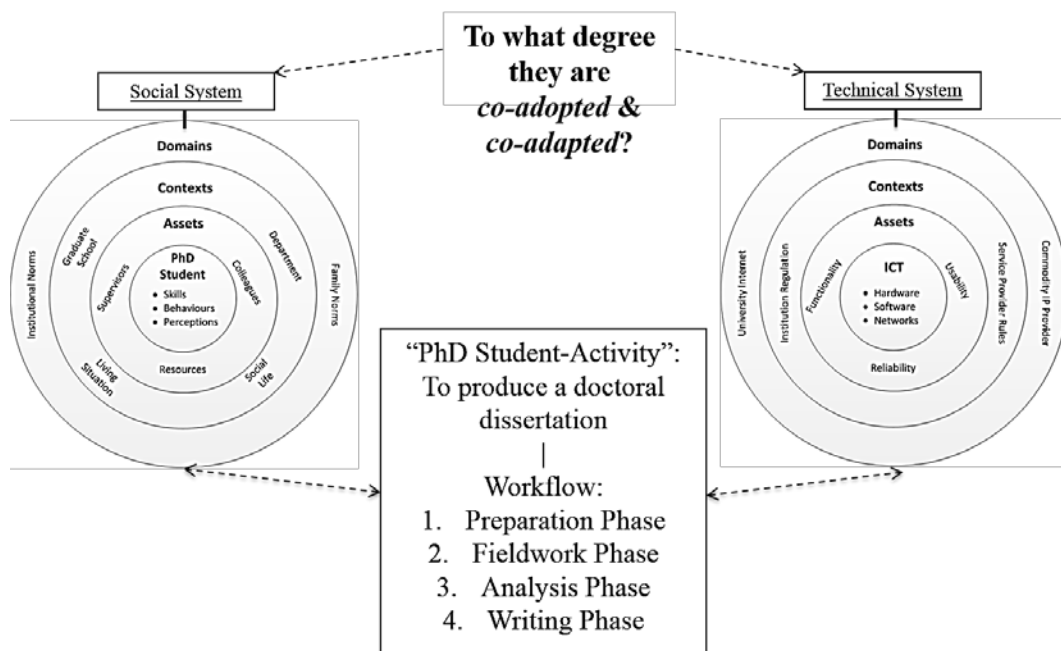 To what degree
they are
co-adopted &
co-adapted?
Social System
Domains
Contexts
Assets
PhD
Student
• Skills
• Behaviours
• Perceptions
Supervisors
Colleagues
Resources
Graduate
School
Department
Living
Situation
Social
Life
Institutional Norms
Family Norms
Technical System
Domains
Contexts
Assets
ICT
• Hardware
• Software
• Networks
Functionality
Usability
Reliability
Institution Regulation
Service Provider Rules
University Internet
Commodity IP Provider
“PhD Student-Activity”:
To produce a doctoral
dissertation
Workflow:
1. Preparation Phase
2. Fieldwork Phase
3. Analysis Phase
4. Writing Phase